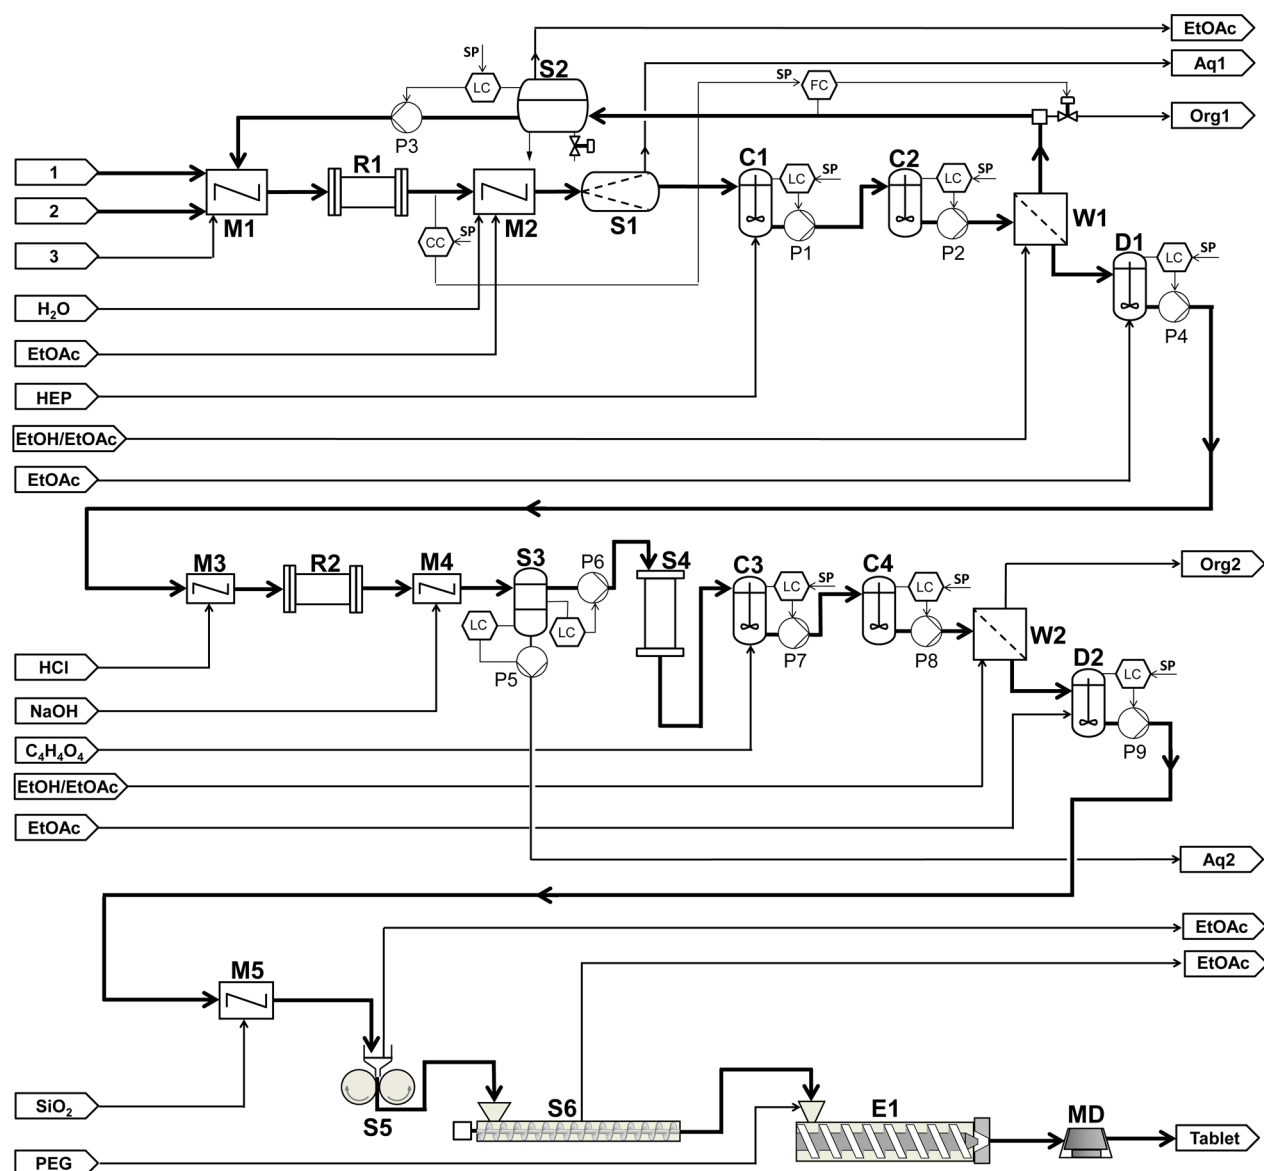 EtOAc
SP
S2
Aq1
LC
SP
FC
Org1
P3
1
R1
C1
C2
LC
SP
LC
SP
2
M1
M2
S1
W1
CC
SP
P1
P2
D1
3
LC
SP
H₂O
P4
EtOAc
HEP
EtOH/EtOAc
EtOAc
M3
R2
M4
S3
P6
S4
C3
C4
Org2
LC
SP
LC
SP
LC
LC
P7
P8
W2
HCl
P5
D2
LC
SP
NaOH
C₄H₄O₄
P9
EtOH/EtOAc
EtOAc
Aq2
EtOAc
EtOAc
M5
SiO₂
S5
S6
E1
MD
Tablet
PEG